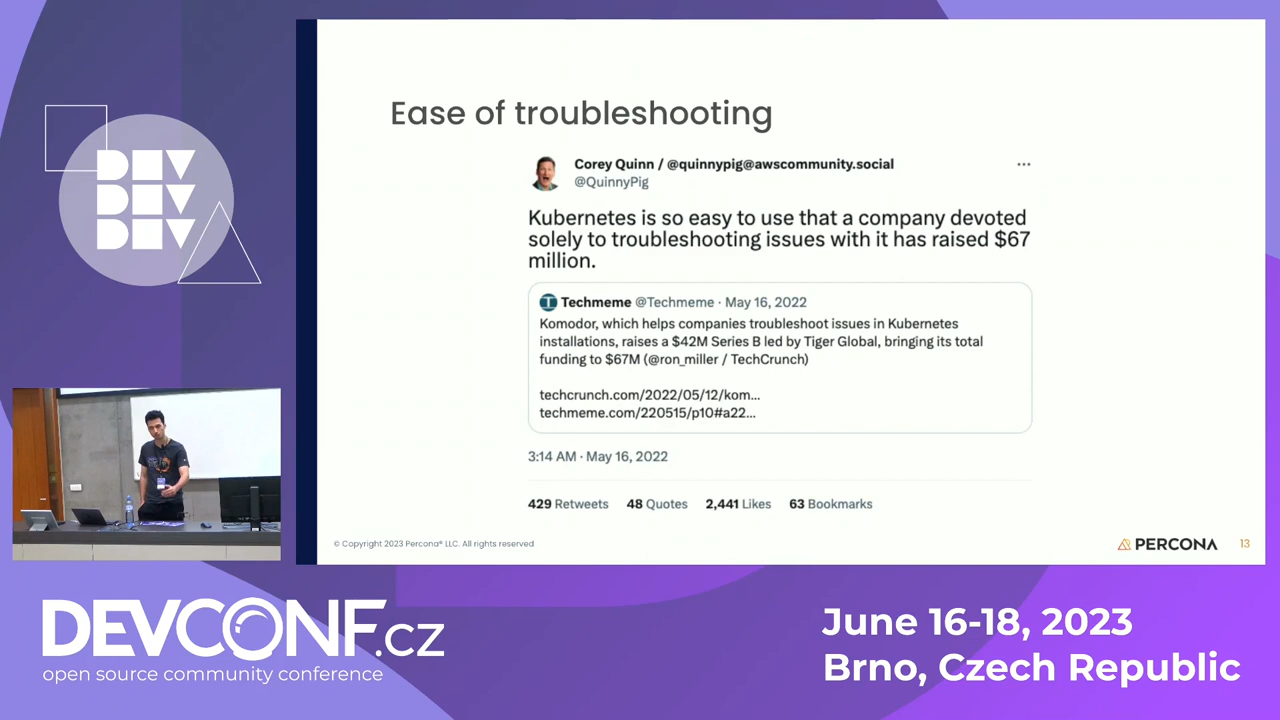 DEV
DEV
DEV
Ease of troubleshooting
Corey Quinn / @quinnypig@awscommunity.social
@QuinnyPig
Kubernetes is so easy to use that a company devoted
solely to troubleshooting issues with it has raised $67
million.
Techmeme @Techmeme · May 16, 2022
Komodor, which helps companies troubleshoot issues in Kubernetes
installations, raises a $42M Series B led by Tiger Global, bringing its total
funding to $67M (@ron_miller / TechCrunch)
techcrunch.com/2022/05/12/kom...
techmeme.com/220515/p10#a22...
3:14 AM · May 16, 2022
429 Retweets 48 Quotes 2,441 Likes 63 Bookmarks
© Copyright 2023 Percona® LLC. All rights reserved
PERCONA 13
DEVCONF.cz
open source community conference
June 16-18, 2023
Brno, Czech Republic